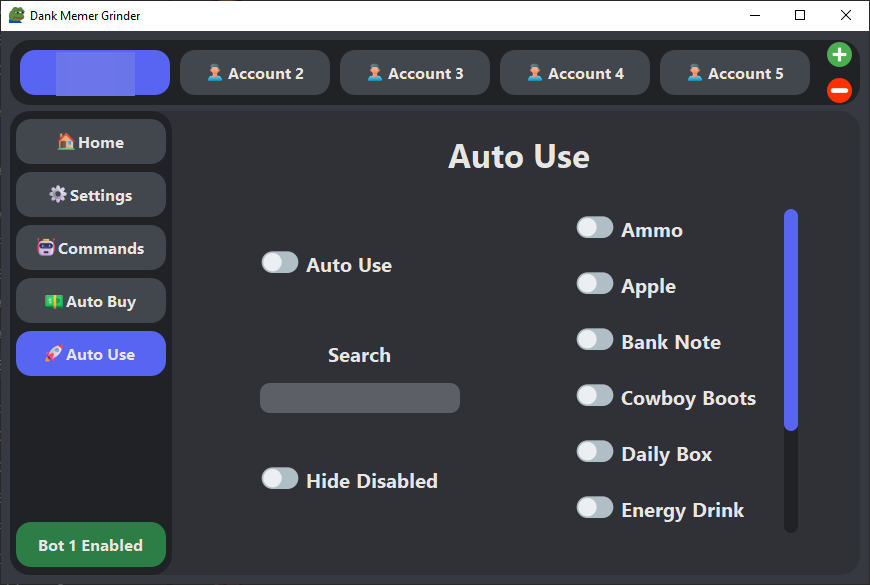 Dank Memer Grinder
Account 2
Account 3
Account 4
Account 5
Home
Settings
Commands
Auto Buy
Auto Use
Bot 1 Enabled
Auto Use
Auto Use
Search
Hide Disabled
Ammo
Apple
Bank Note
Cowboy Boots
Daily Box
Energy Drink